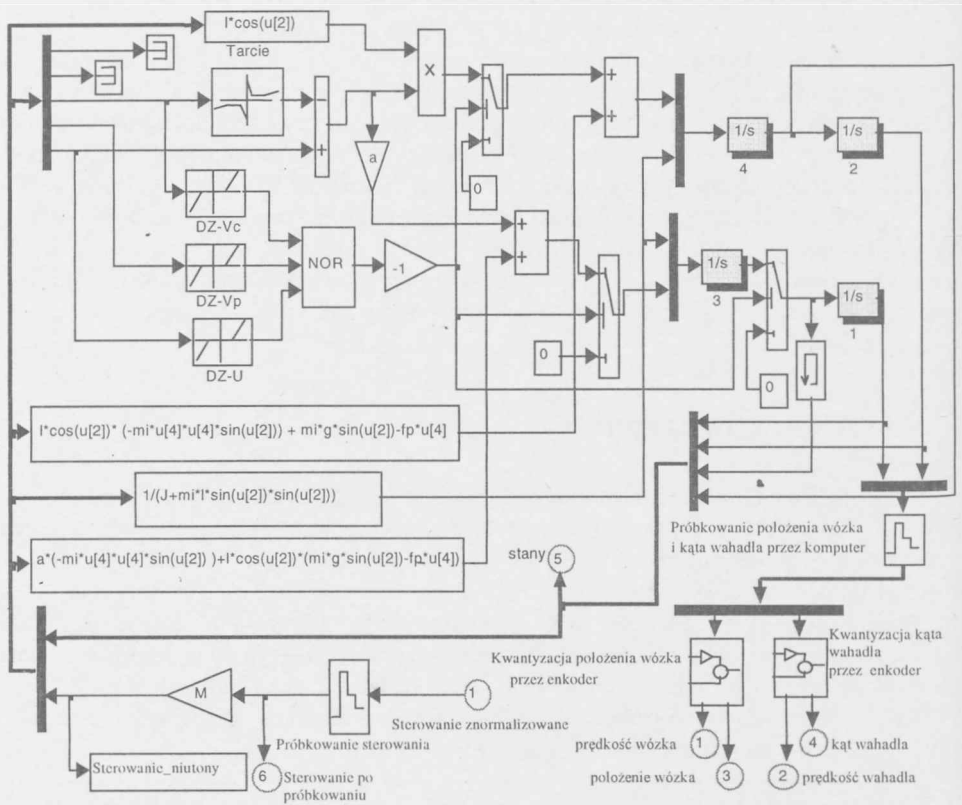 l*cos(u[2])
Tarcie
X
a
0
1/s
4
1/s
2
DZ-Vc
NOR
-1
DZ-Vp
DZ-U
0
1/s
3
1/s
1
0
l*cos(u[2])* (-mi*u[4]*u[4]*sin(u[2])) + mi*g*sin(u[2])-fp*u[4]
1/(J+mi*l*sin(u[2])*sin(u[2]))
a*(-mi*u[4]*u[4]*sin(u[2]) )+l*cos(u[2])*(mi*g*sin(u[2])-fp*u[4])
Próbkowanie położenia wózka
i kąta wahadła przez komputer
stany
5
Kwantyzacja położenia wózka
przez enkoder
Kwantyzacja kąta
wahadła
przez enkoder
M
1
Sterowanie znormalizowane
Próbkowanie sterowania
Sterowanie_niutony
6
Sterowanie po
próbkowaniu
prędkość wózka
1
4
kąt wahadła
położenie wózka
3
2
prędkość wahadła